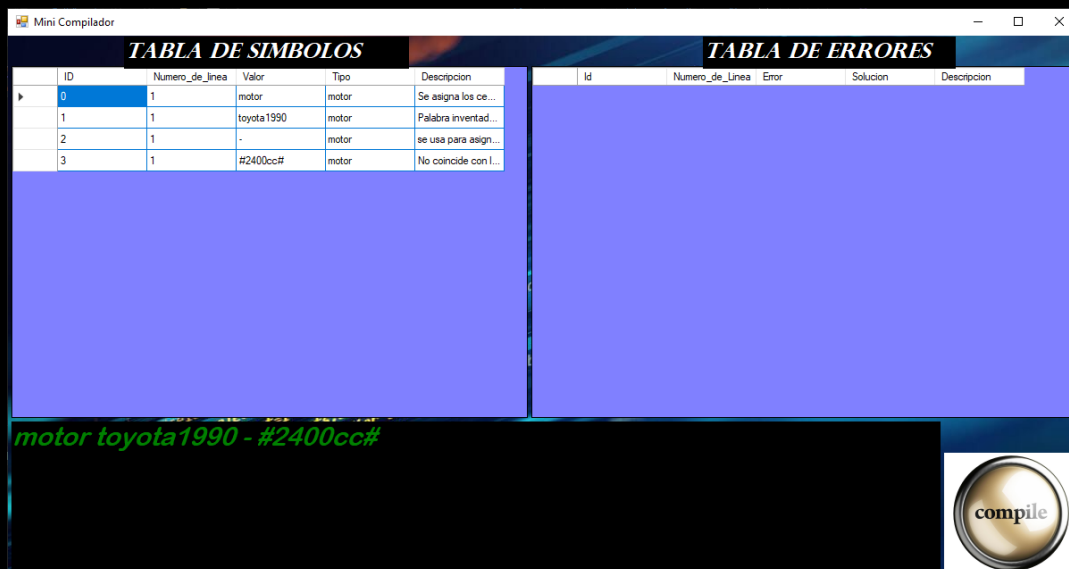 Mini Compilador
TABLA DE SIMBOLOS
TABLA DE ERRORES
ID Numero_de_linea Valor Tipo Descripcion
0 1 motor motor Se asigna los ce...
1 1 toyota1990 motor Palabra inventad...
2 1 - motor se usa para asign...
3 1 #2400cc# motor No coincide con l...
Id Numero_de_Linea Error Solucion Descripcion
motor toyota1990 - #2400cc#
compile